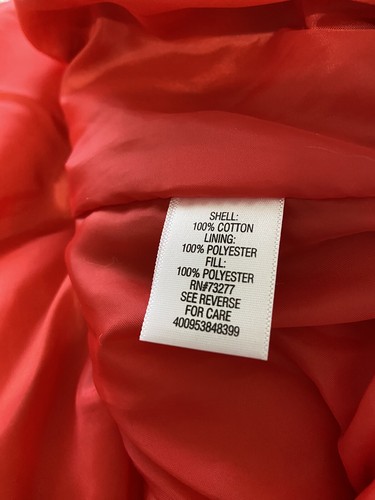 SHELL:
100% COTTON
LINING:
100% POLYESTER
FILL:
100% POLYESTER
RN#73277
SEE REVERSE
FOR CARE
400953848399